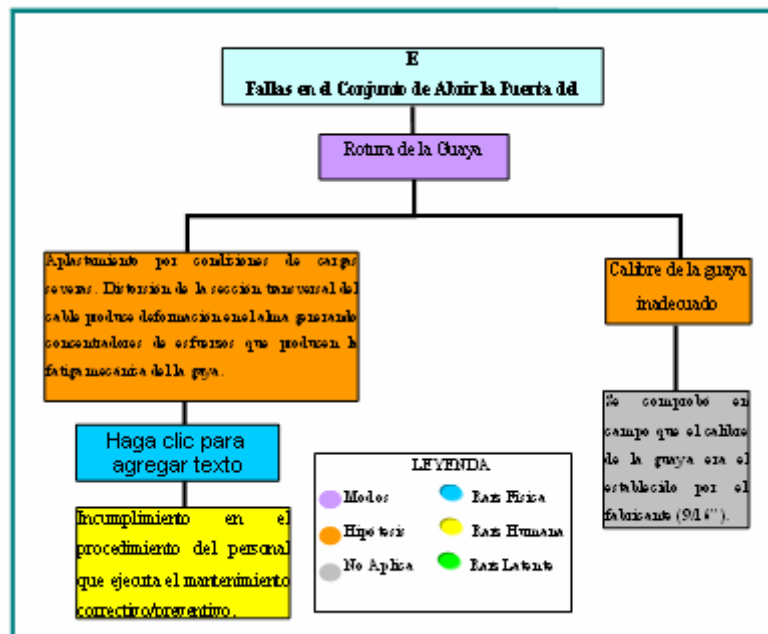 E
Fallas en el Conjunto de Abrir la Puerta del
Rotura de la Guaya
Aplastamiento por condiciones de cargas
severas. Distorsión de la sección transversal del
cable produce deformación en el alma generando
concentradores de esfuerzos que producen la
fatiga mecánica del la guya.
Calibre de la guaya
inadecuado
Haga clic para
agregar texto
Se comprobó en
campo que el calibre
de la guaya era el
establecido por el
fabricante (9/16").
Incumplimiento en el
procedimiento del personal
que ejecuta el mantenimiento
correctivo/preventivo.
LEYENDA
Modos
Raíz Física
Hipótesis
Raíz Humana
No Aplica
Raíz Latente